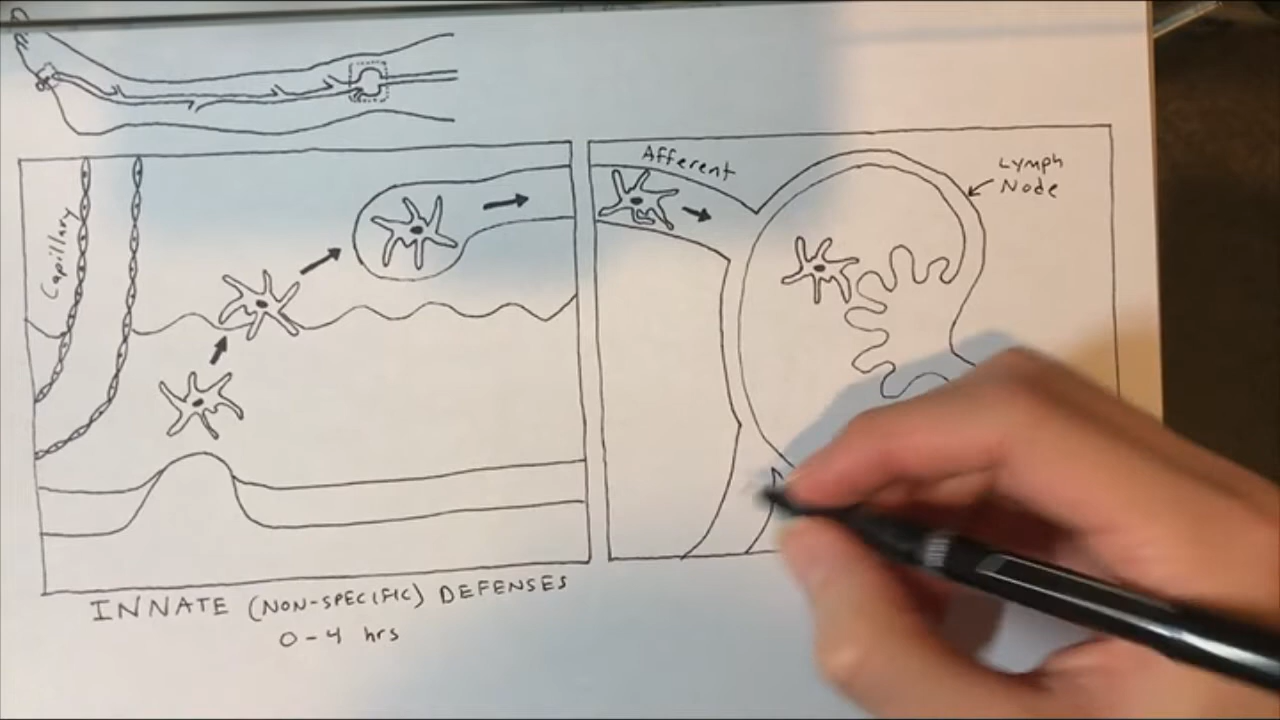 Capillary
Afferent
Lymph
Node
INNATE (NON-SPECIFIC) DEFENSES
0-4 hrs